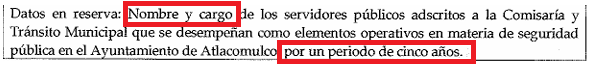 Datos en reserva: Nombre y cargo de los servidores públicos adscritos a la Comisaría y
Tránsito Municipal que se desempeñan como elementos operativos en materia de seguridad
pública en el Ayuntamiento de Atlacomulco por un periodo de cinco años.